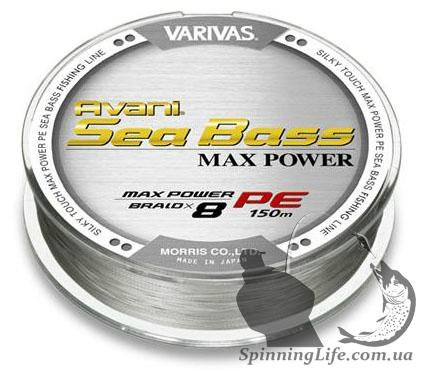 VARIVAS®
SILKY TOUCH MAX POWER PE SEA BASS FISHING LINE
SILKY TOUCH MAX POWER PE SEA BASS FISHING LINE
Avani
Sea Bass
MAX POWER
MAX POWER PE
BRAID×8 150m
MORRIS CO.,LTD.
MADE IN JAPAN
SpinningLife.com.ua